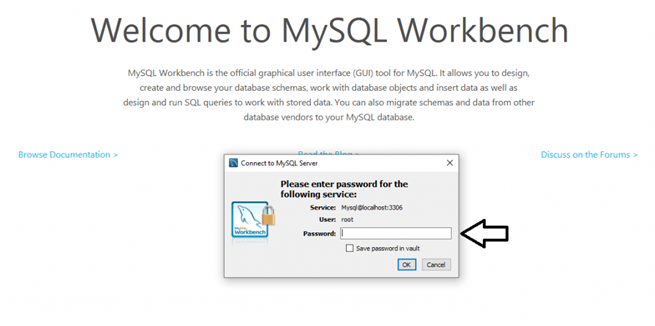 Welcome to MySQL Workbench
MySQL Workbench is the official graphical user interface (GUI) tool for MySQL. It allows you to design,
create and browse your database schemas, work with database objects and insert data as well as
design and run SQL queries to work with stored data. You can also migrate schemas and data from other
database vendors to your MySQL database.
Browse Documentation >
Read the Blog >
Discuss on the Forums >
Connect to MySQL Server
Please enter password for the
following service:
Service: Mysql@localhost:3306
User: root
Password:
MySQL
Workbench
Save password in vault
OK
Cancel